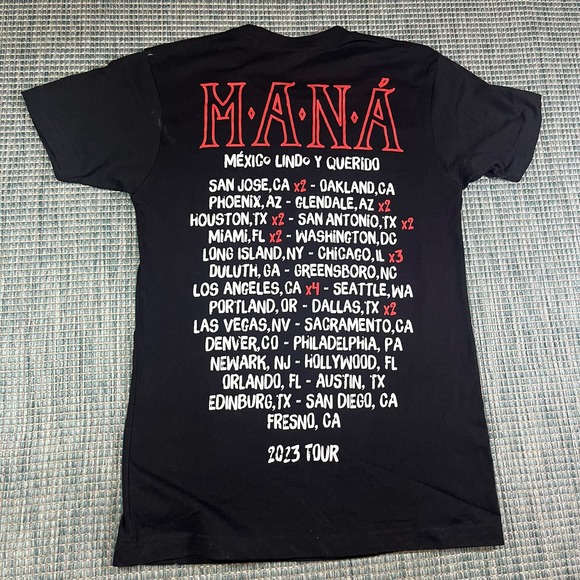 M·A·N·Á
MÉXICO LINDO Y QUERIDO
SAN JOSE,CA x2 - OAKLAND,CA
PHOENIX, AZ - GLENDALE,AZ x2
HOUSTON,TX x2 - SAN ANTONIO,TX x2
MIAMI,FL x2 - WASHINGTON,DC
LONG ISLAND,NY - CHICAGO,IL x3
DULUTH, GA - GREENSBORO,NC
LOS ANGELES,CA x4 - SEATTLE,WA
PORTLAND,OR - DALLAS,TX x2
LAS VEGAS,NV - SACRAMENTO,CA
DENVER,CO - PHILADELPHIA, PA
NEWARK, NJ - HOLLYWOOD, FL
ORLANDO, FL - AUSTIN, TX
EDINBURG,TX - SAN DIEGO, CA
FRESNO, CA
2023 TOUR